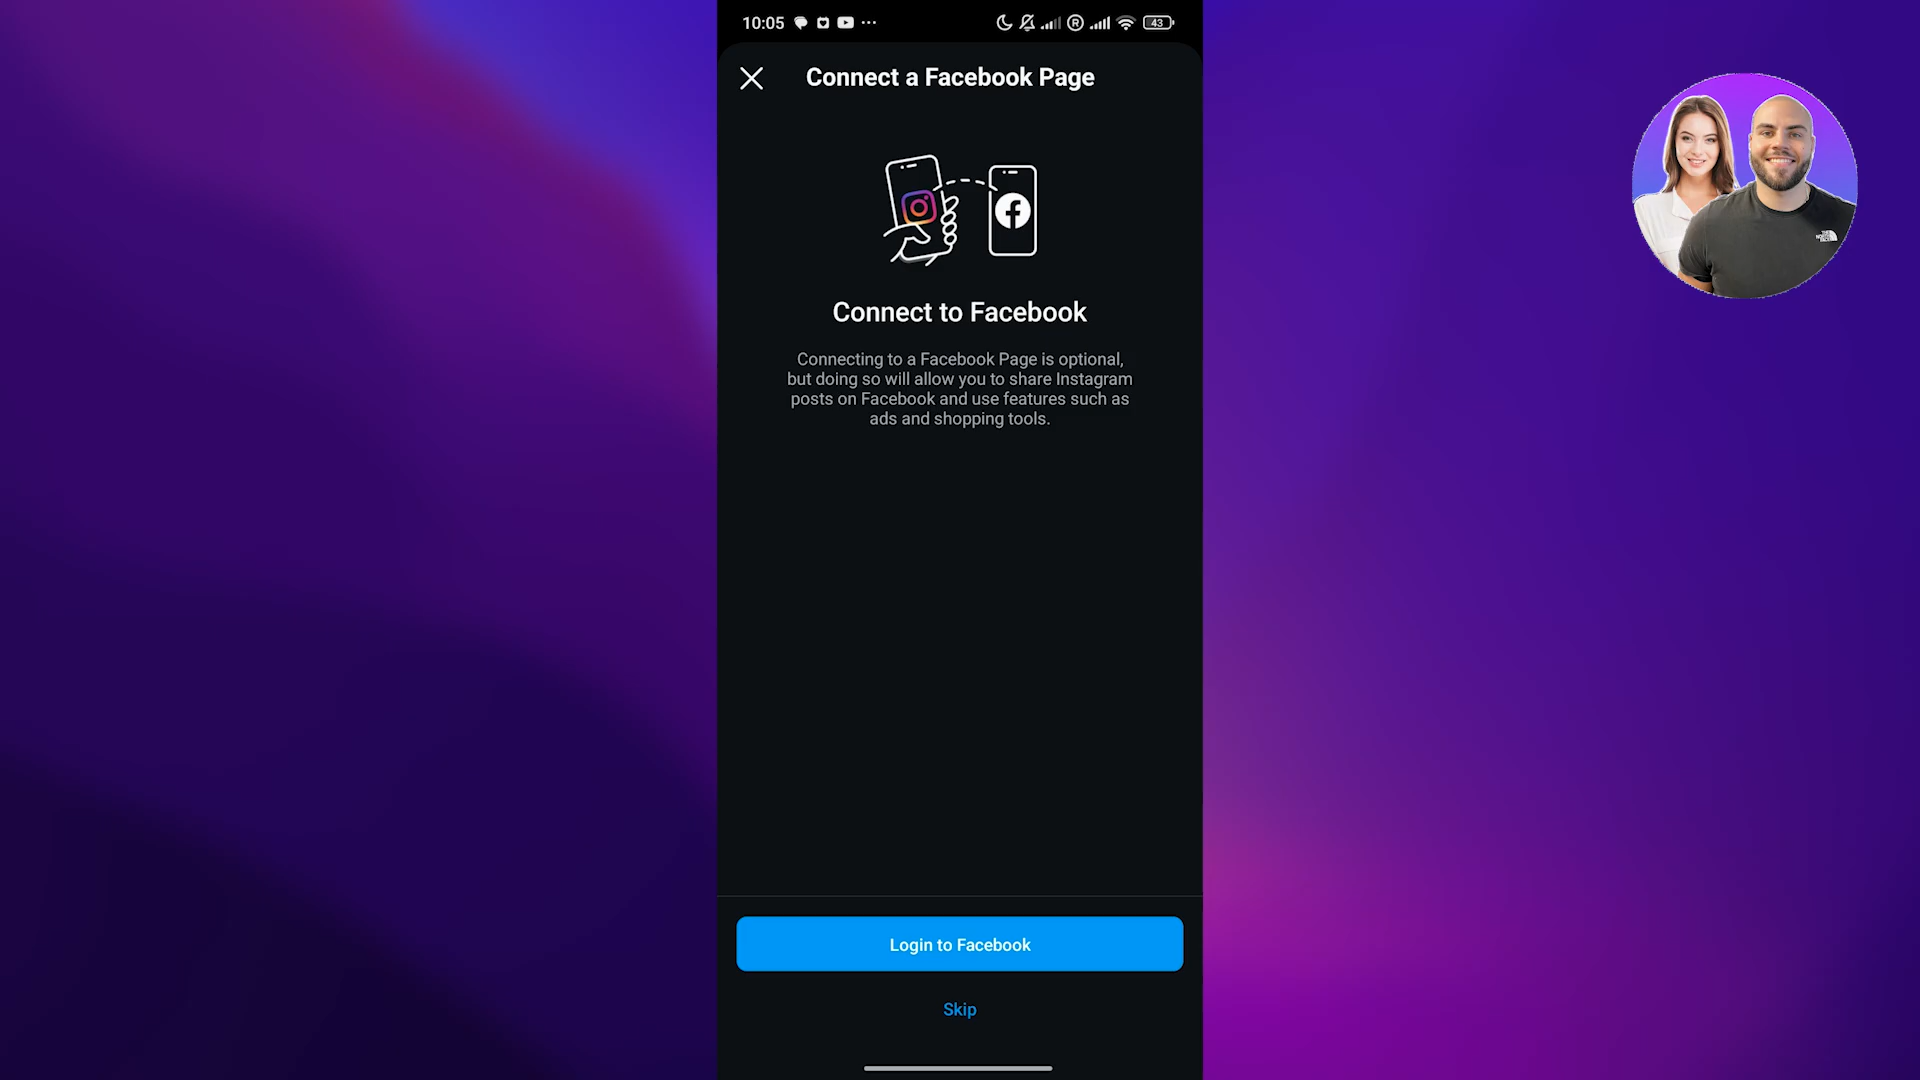 10:05
R
43
Connect a Facebook Page
Connect to Facebook
Connecting to a Facebook Page is optional,
but doing so will allow you to share Instagram
posts on Facebook and use features such as
ads and shopping tools.
Login to Facebook
Skip